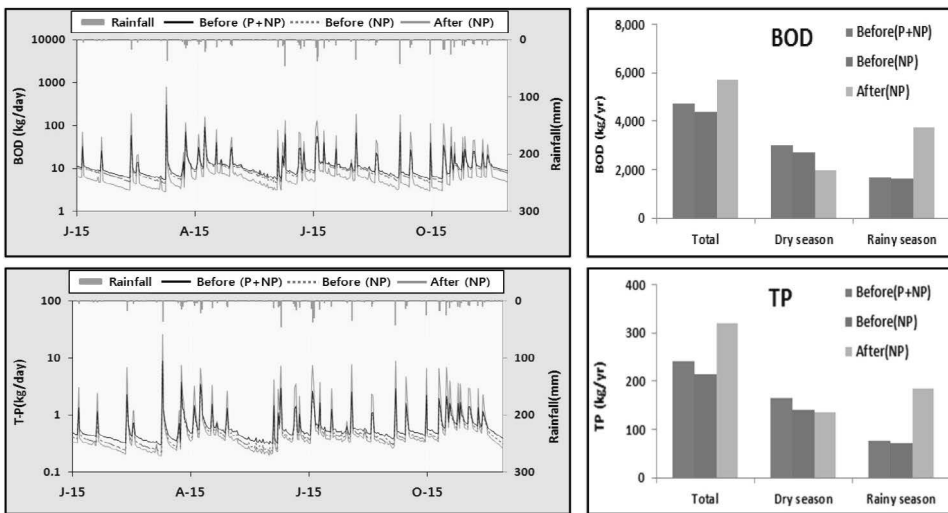 Rainfall Before (P+NP) Before (NP) After (NP)
10000
1000
100
10
1
BOD (kg/day)
0
100
200
300
Rainfall(mm)
J-15 A-15 J-15 O-15
BOD
Before(P+NP)
Before(NP)
After(NP)
8,000
6,000
4,000
2,000
0
BOD (kg/yr)
Total Dry season Rainy season
Rainfall Before (P+NP) Before (NP) After (NP)
100
10
1
0.1
T-P(kg/day)
0
100
200
300
Rainfall(mm)
J-15 A-15 J-15 O-15
TP
Before(P+NP)
Before(NP)
After(NP)
400
300
200
100
0
TP (kg/yr)
Total Dry season Rainy season